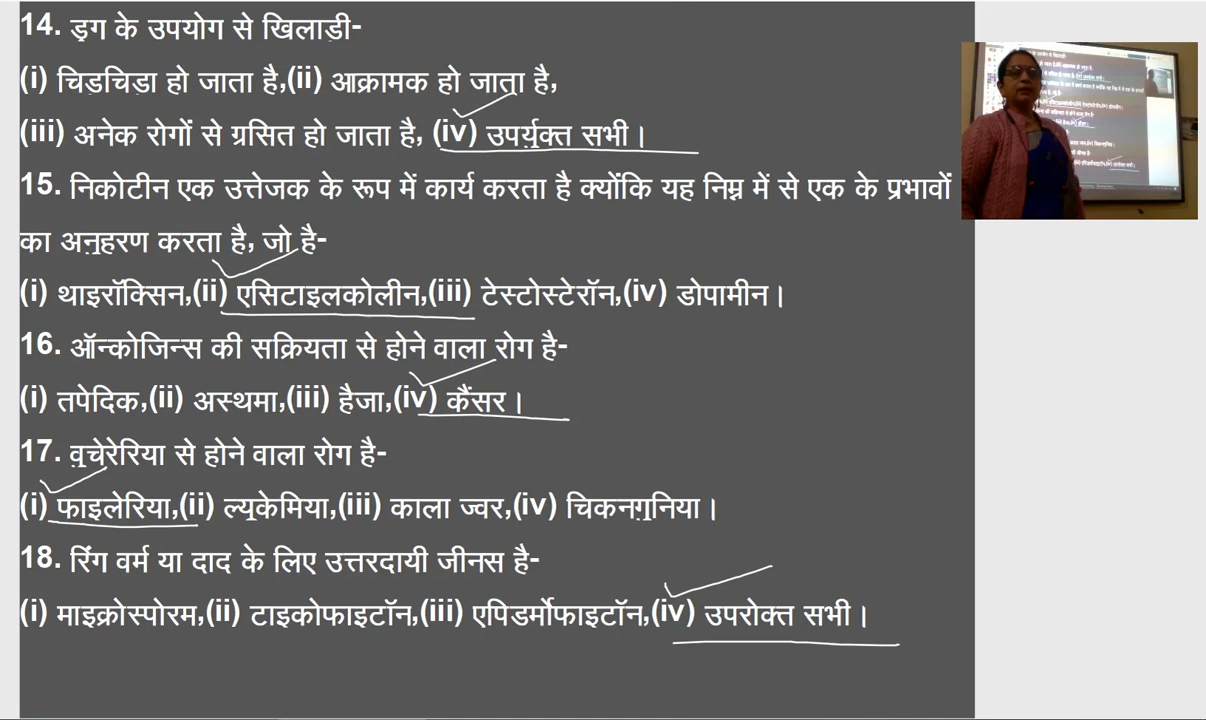 14. ड्रग के उपयोग से खिलाड़ी-
(i) चिड़चिड़ा हो जाता है,(ii) आक्रामक हो जाता है,
(iii) अनेक रोगों से ग्रसित हो जाता है, (iv) उपर्युक्त सभी।
15. निकोटीन एक उत्तेजक के रूप में कार्य करता है क्योंकि यह निम्न में से एक के प्रभावों
का अनुहरण करता है, जो है-
(i) थाइरॉक्सिन,(ii) एसिटाइलकोलीन,(iii) टेस्टोस्टेरॉन,(iv) डोपामीन।
16. ऑन्कोजिन्स की सक्रियता से होने वाला रोग है-
(i) तपेदिक,(ii) अस्थमा,(iii) हैजा,(iv) कैंसर।
17. वुचेरेरिया से होने वाला रोग है-
(i) फाइलेरिया,(ii) ल्यूकेमिया,(iii) काला ज्वर,(iv) चिकनगुनिया।
18. रिंग वर्म या दाद के लिए उत्तरदायी जीनस है-
(i) माइक्रोस्पोरम,(ii) टाइकोफाइटॉन,(iii) एपिडर्मोफाइटॉन,(iv) उपरोक्त सभी।